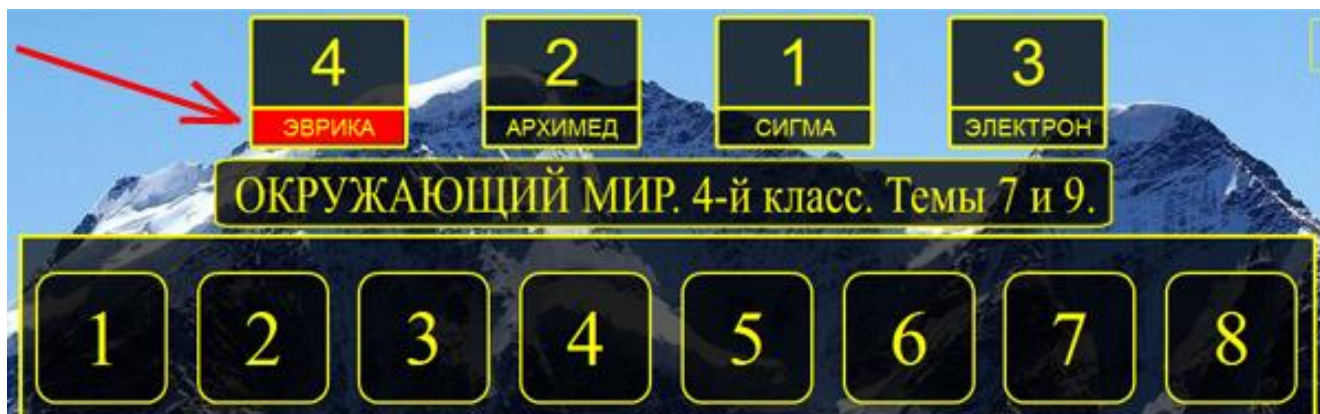 4 2 1 3
ЭВРИКА АРХИМЕД СИГМА ЭЛЕКТРОН
ОКРУЖАЮЩИЙ МИР. 4-й класс. Темы 7 и 9.
1 2 3 4 5 6 7 8